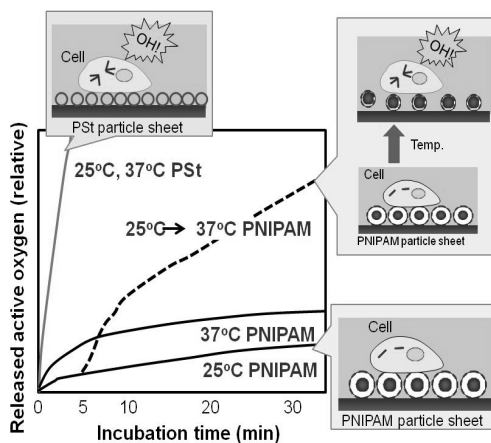 Cell
OH!
PSt particle sheet
Cell
OH!
Temp.
Cell
PNIPAM particle sheet
Cell
PNIPAM particle sheet
25°C, 37°C PSt
25°C → 37°C PNIPAM
37°C PNIPAM
25°C PNIPAM
Released active oxygen (relative)
0 5 10 20 30
Incubation time (min)